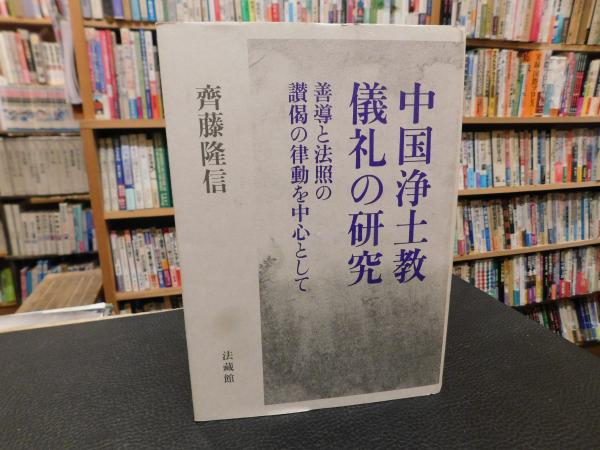 中国浄土教
儀礼の研究
善導と法照の
讃偈の律動を中心として
齊藤隆信
法藏館